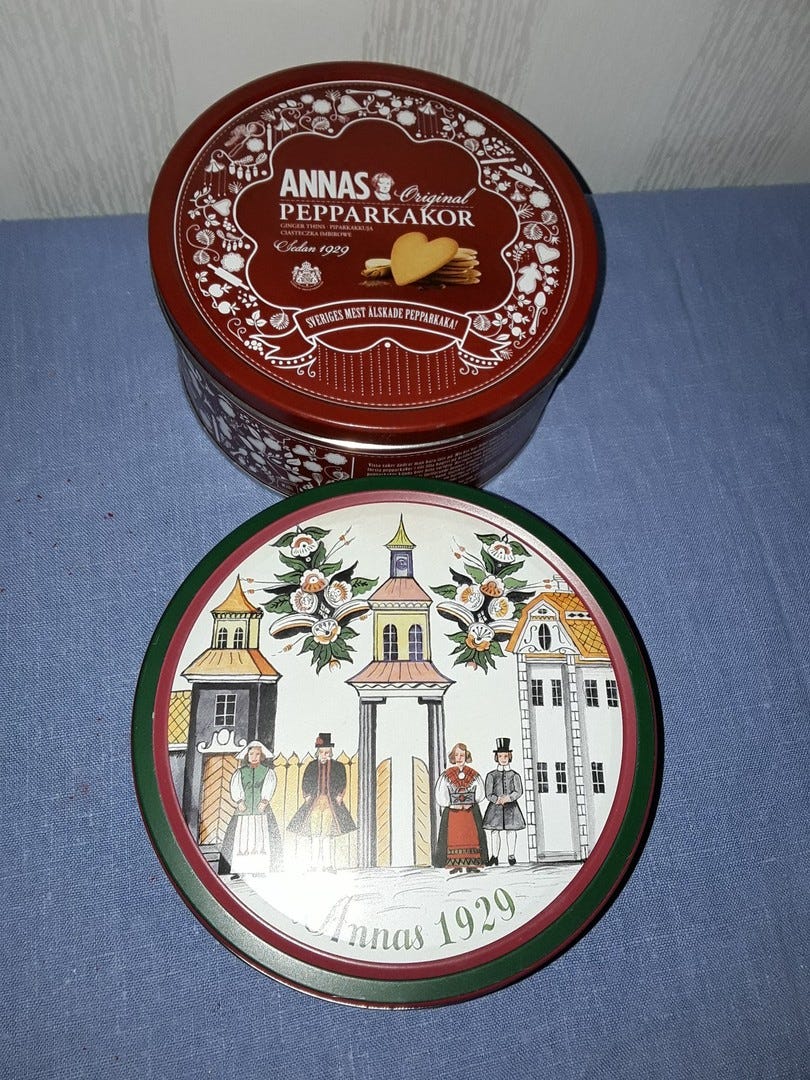 ANNAS Original
PEPPARKAKOR
GINGER THINS · PIPARKAKKUJA
CIASTECZKA IMBIROWE
Sedan 1929
SVERIGES MEST ÄLSKADE PEPPARKAKA!
Annas 1929